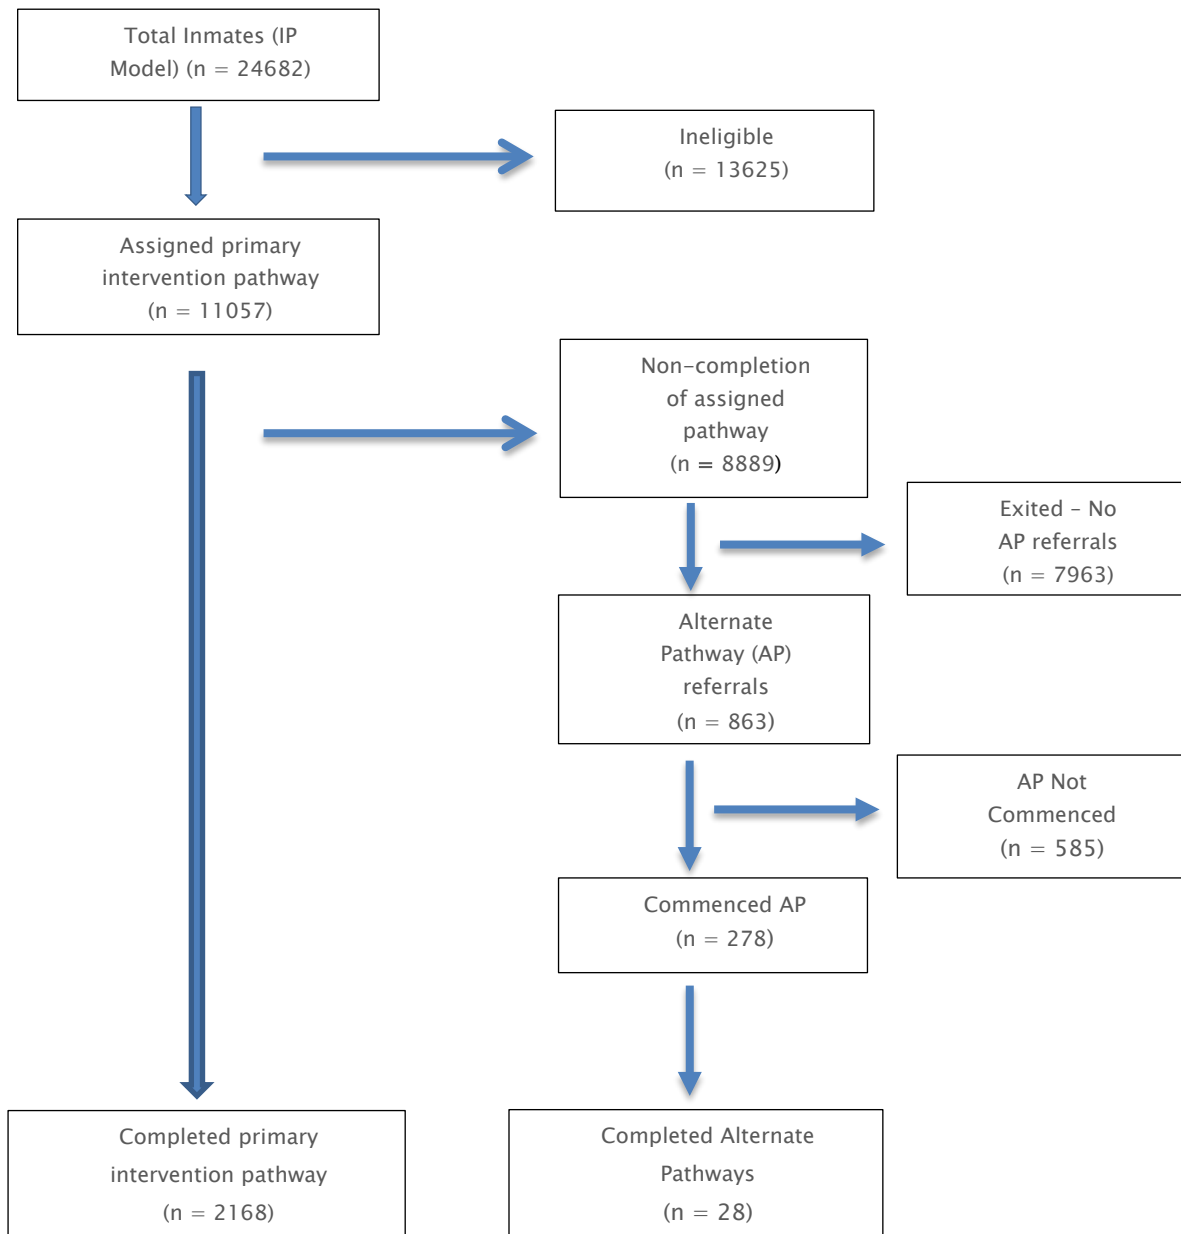 Total Inmates (IP
Model) (n = 24682)
Ineligible
(n = 13625)
Assigned primary
intervention pathway
(n = 11057)
Non-completion
of assigned
pathway
(n = 8889)
Exited – No
AP referrals
(n = 7963)
Alternate
Pathway (AP)
referrals
(n = 863)
AP Not
Commenced
(n = 585)
Commenced AP
(n = 278)
Completed primary
intervention pathway
(n = 2168)
Completed Alternate
Pathways
(n = 28)